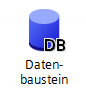 DB
Daten-
baustein